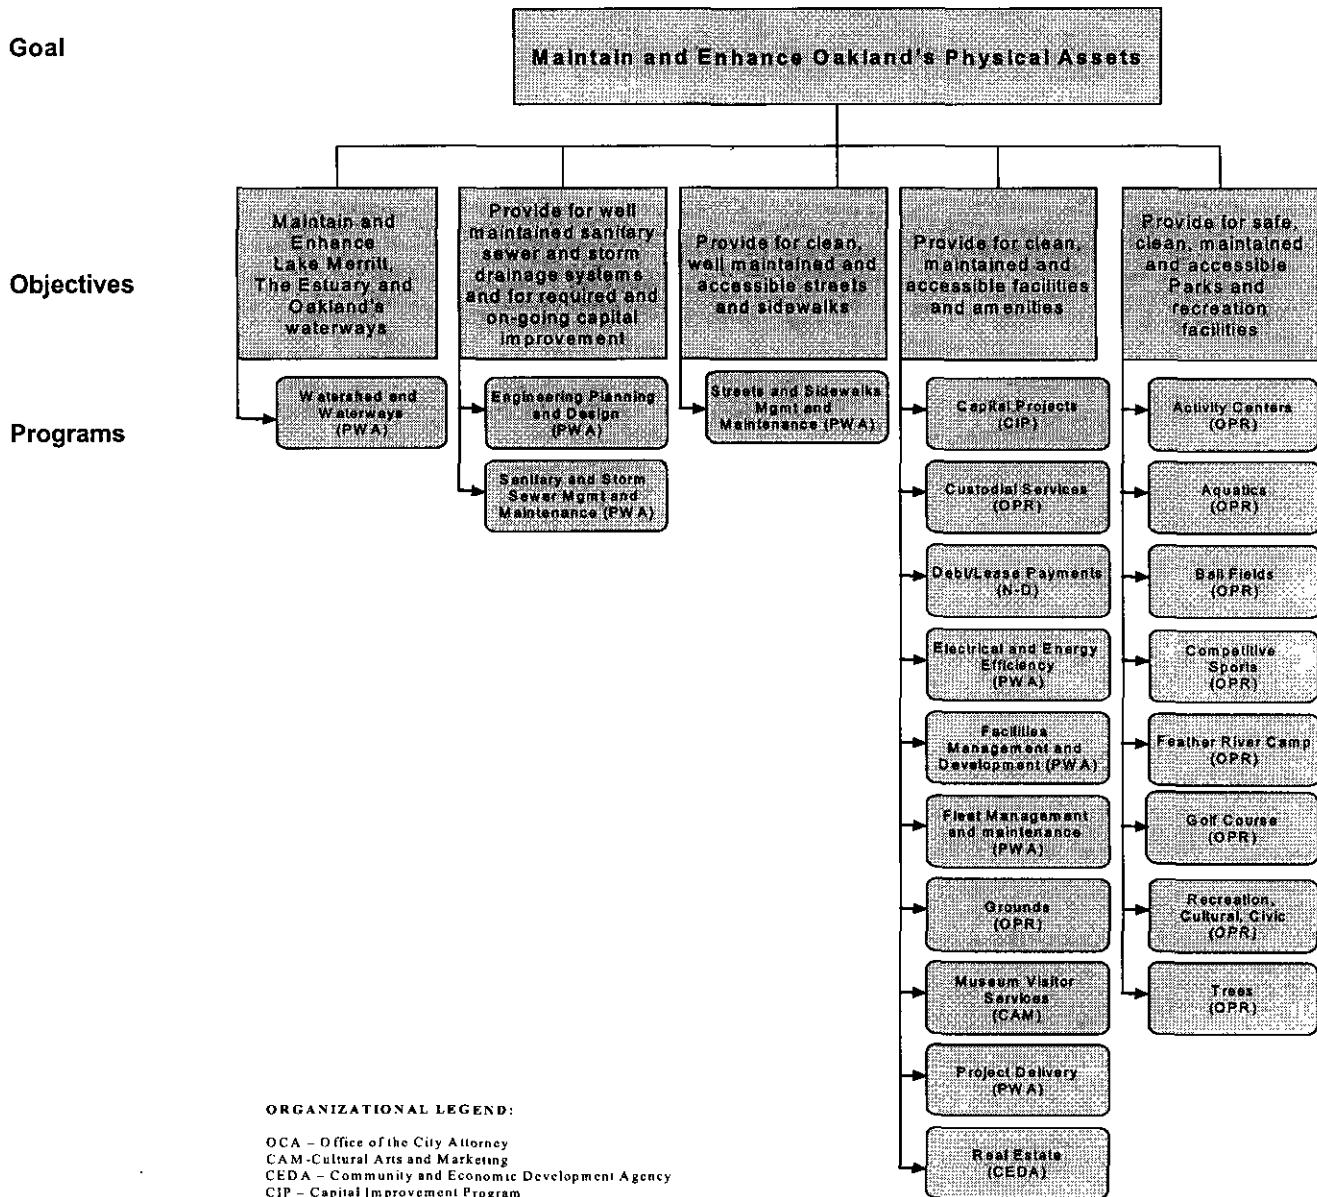 Goal
Maintain and Enhance Oakland's Physical Assets
Objectives
Maintain and
Enhance
Lake Merritt,
The Estuary and
Oakland's
waterways
Provide for well
maintained sanitary
sewer and storm
drainage systems
and for required and
on-going capital
improvement
Provide for clean,
well maintained and
accessible streets
and sidewalks
Provide for clean,
maintained and
accessible facilities
and amenities
Provide for safe,
clean, maintained
and accessible
Parks and
recreation
facilities
Programs
Watershed and
Waterways
(PWA)
Engineering Planning
and Design
(PWA)
Sanitary and Storm
Sewer Mgmt and
Maintenance (PWA)
Streets and Sidewalks
Mgmt and
Maintenance (PWA)
Capital Projects
(CIP)
Custodial Services
(OPR)
Debt/Lease Payments
(N-D)
Electrical and Energy
Efficiency
(PWA)
Facilities
Management and
Development (PWA)
Fleet Management
and maintenance
(PWA)
Grounds
(OPR)
Museum Visitor
Services
(CAM)
Project Delivery
(PWA)
Real Estate
(CEDA)
Activity Centers
(OPR)
Aquatics
(OPR)
Ball Fields
(OPR)
Competitive
Sports
(OPR)
Feather River Camp
(OPR)
Golf Course
(OPR)
Recreation,
Cultural, Civic
(OPR)
Trees
(OPR)
ORGANIZATIONAL LEGEND:
OCA – Office of the City Attorney
CAM-Cultural Arts and Marketing
CEDA – Community and Economic Development Agency
CIP – Capital Improvement Program